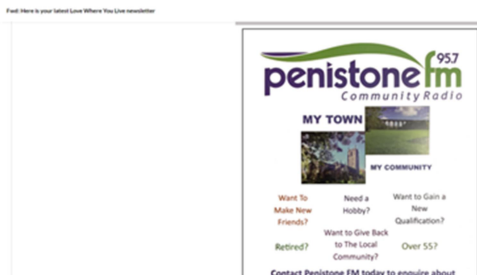 Fwd: Here is your latest Love Where You Live newsletter
95.7
penistone fm
Community Radio
MY TOWN
MY COMMUNITY
Want To
Make New
Friends?
Need a
Hobby?
Want to Gain a
New
Qualification?
Retired?
Want to Give Back
to The Local
Community?
Over 55?
Contact Penistone FM today to enquire about